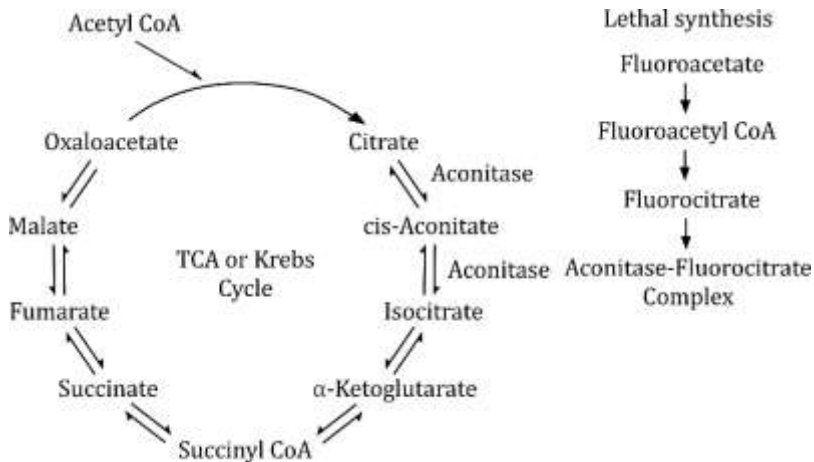 Acetyl CoA
Oxaloacetate
Citrate
Aconitase
Malate
cis-Aconitate
TCA or Krebs
Cycle
Aconitase
Fumarate
Isocitrate
Succinate
α-Ketoglutarate
Succinyl CoA
Lethal synthesis
Fluoroacetate
Fluoroacetyl CoA
Fluorocitrate
Aconitase-Fluorocitrate
Complex